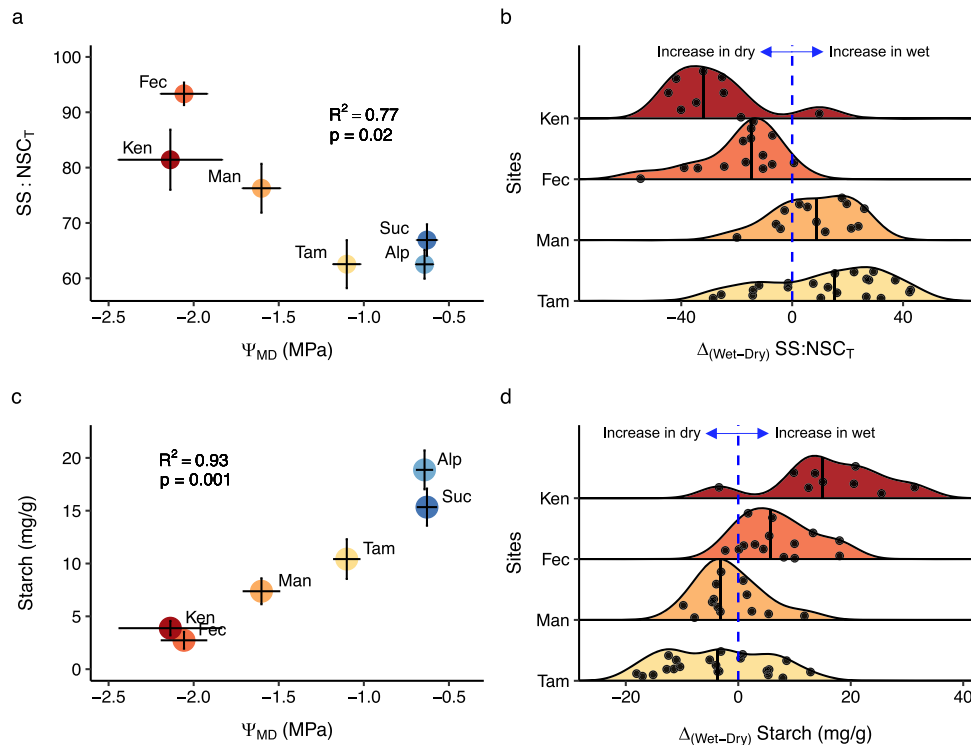 a
SS : NSC_T
100
90
80
70
60
Fec
Ken
Man
Tam
Suc
Alp
R² = 0.77
p = 0.02
−2.5 −2.0 −1.5 −1.0 −0.5
Ψ_MD (MPa)
b
Increase in dry Increase in wet
Sites
Ken
Fec
Man
Tam
−40 0 40
Δ_(Wet−Dry) SS:NSC_T
c
Starch (mg/g)
20
15
10
5
0
R² = 0.93
p = 0.001
Alp
Suc
Tam
Man
Ken
Fec
−2.5 −2.0 −1.5 −1.0 −0.5
Ψ_MD (MPa)
d
Increase in dry Increase in wet
Sites
Ken
Fec
Man
Tam
−20 0 20 40
Δ_(Wet−Dry) Starch (mg/g)